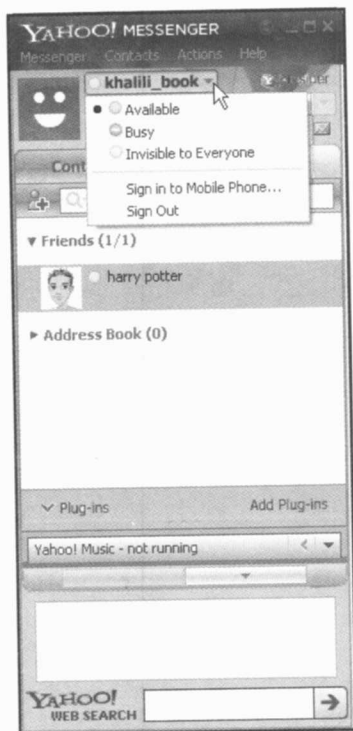 YAHOO! MESSENGER
Messenger Contacts Actions Help
khalili_book
Available
Busy
Invisible to Everyone
Sign in to Mobile Phone...
Sign Out
Friends (1/1)
harry potter
Address Book (0)
Plug-ins Add Plug-ins
Yahoo! Music - not running
YAHOO!
WEB SEARCH